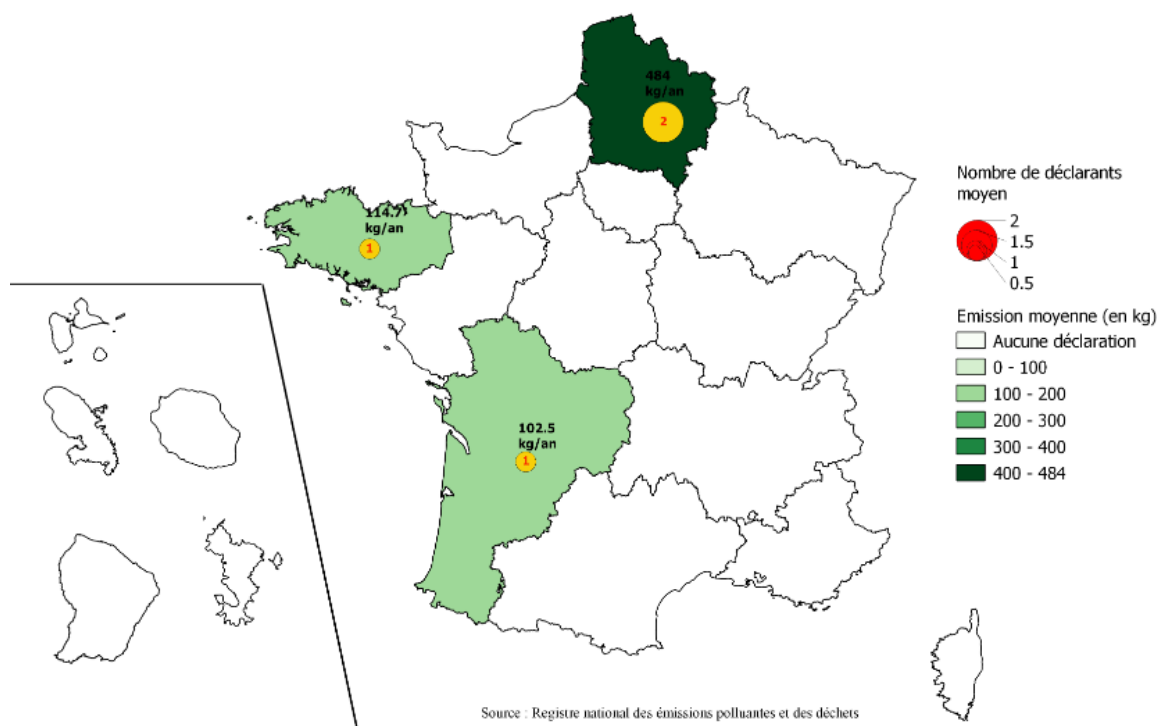 484
kg/an
2
114.7
kg/an
1
102.5
kg/an
1
Nombre de déclarants
moyen
2
1.5
1
0.5
Emission moyenne (en kg)
Aucune déclaration
0 - 100
100 - 200
200 - 300
300 - 400
400 - 484
Source : Registre national des émissions polluantes et des déchets